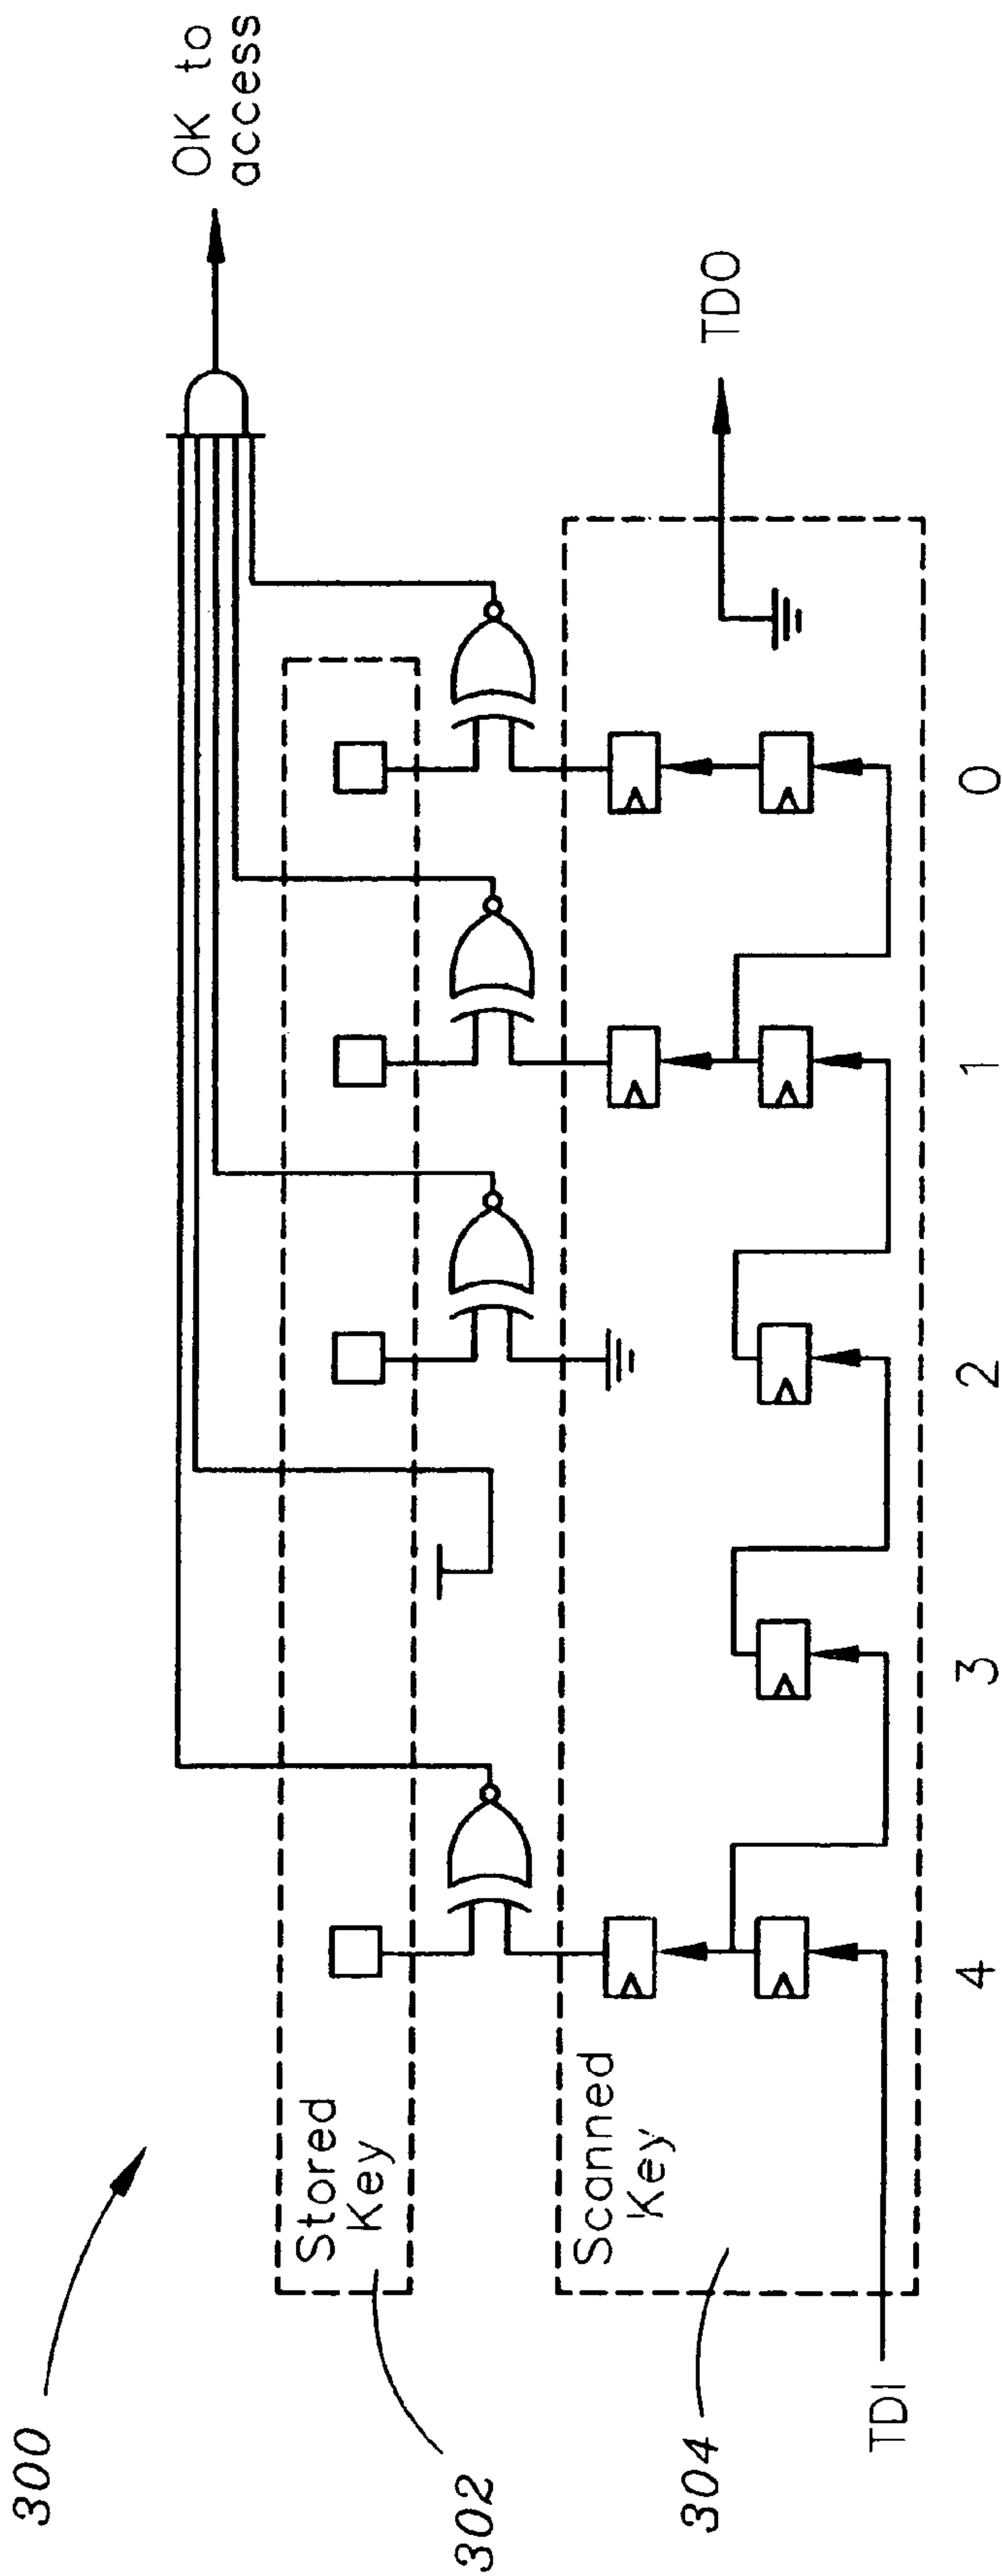 300
OK to
access
302
Stored
Key
304
Scanned
Key
TDI
TDO
4 3 2 1 0